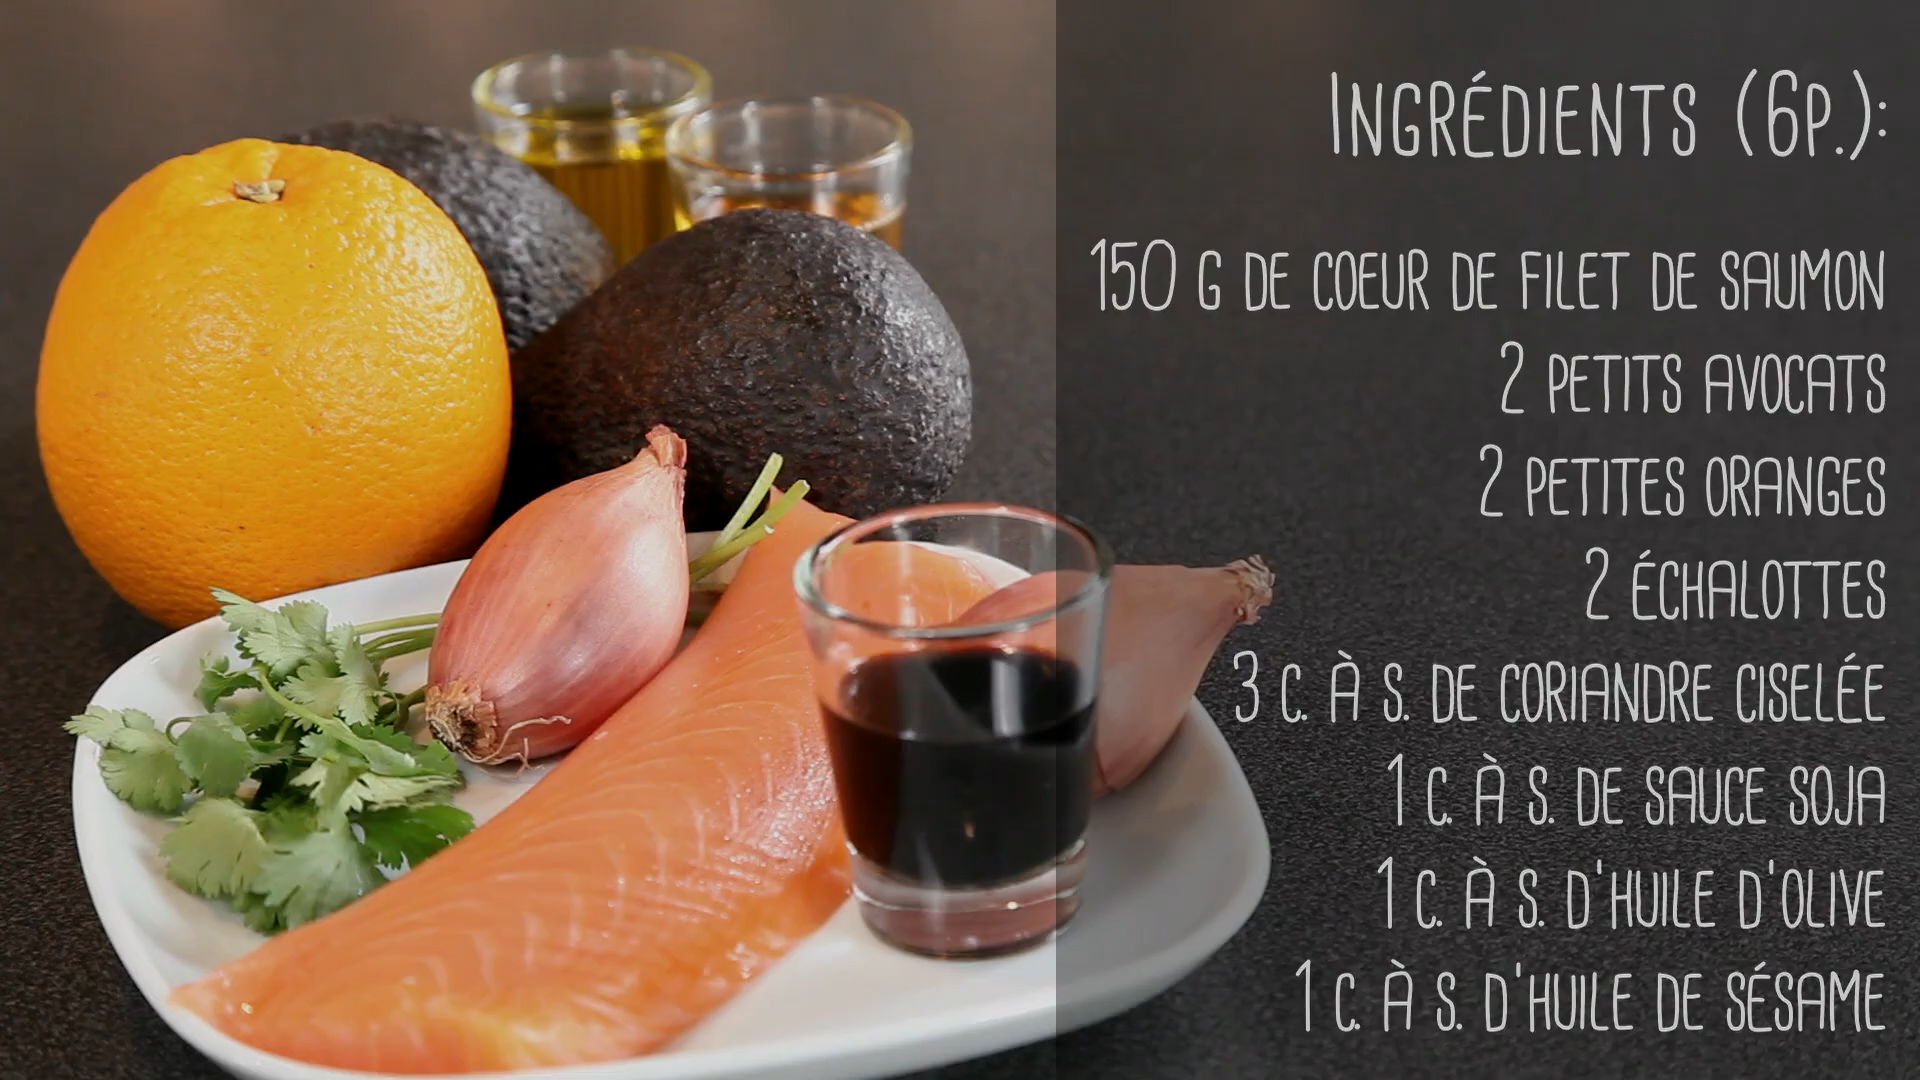 INGRÉDIENTS (6P.):
150 G DE COEUR DE FILET DE SAUMON
2 PETITS AVOCATS
2 PETITES ORANGES
2 ÉCHALOTTES
3 C. À S. DE CORIANDRE CISELÉE
1 C. À S. DE SAUCE SOJA
1 C. À S. D'HUILE D'OLIVE
1 C. À S. D'HUILE DE SÉSAME